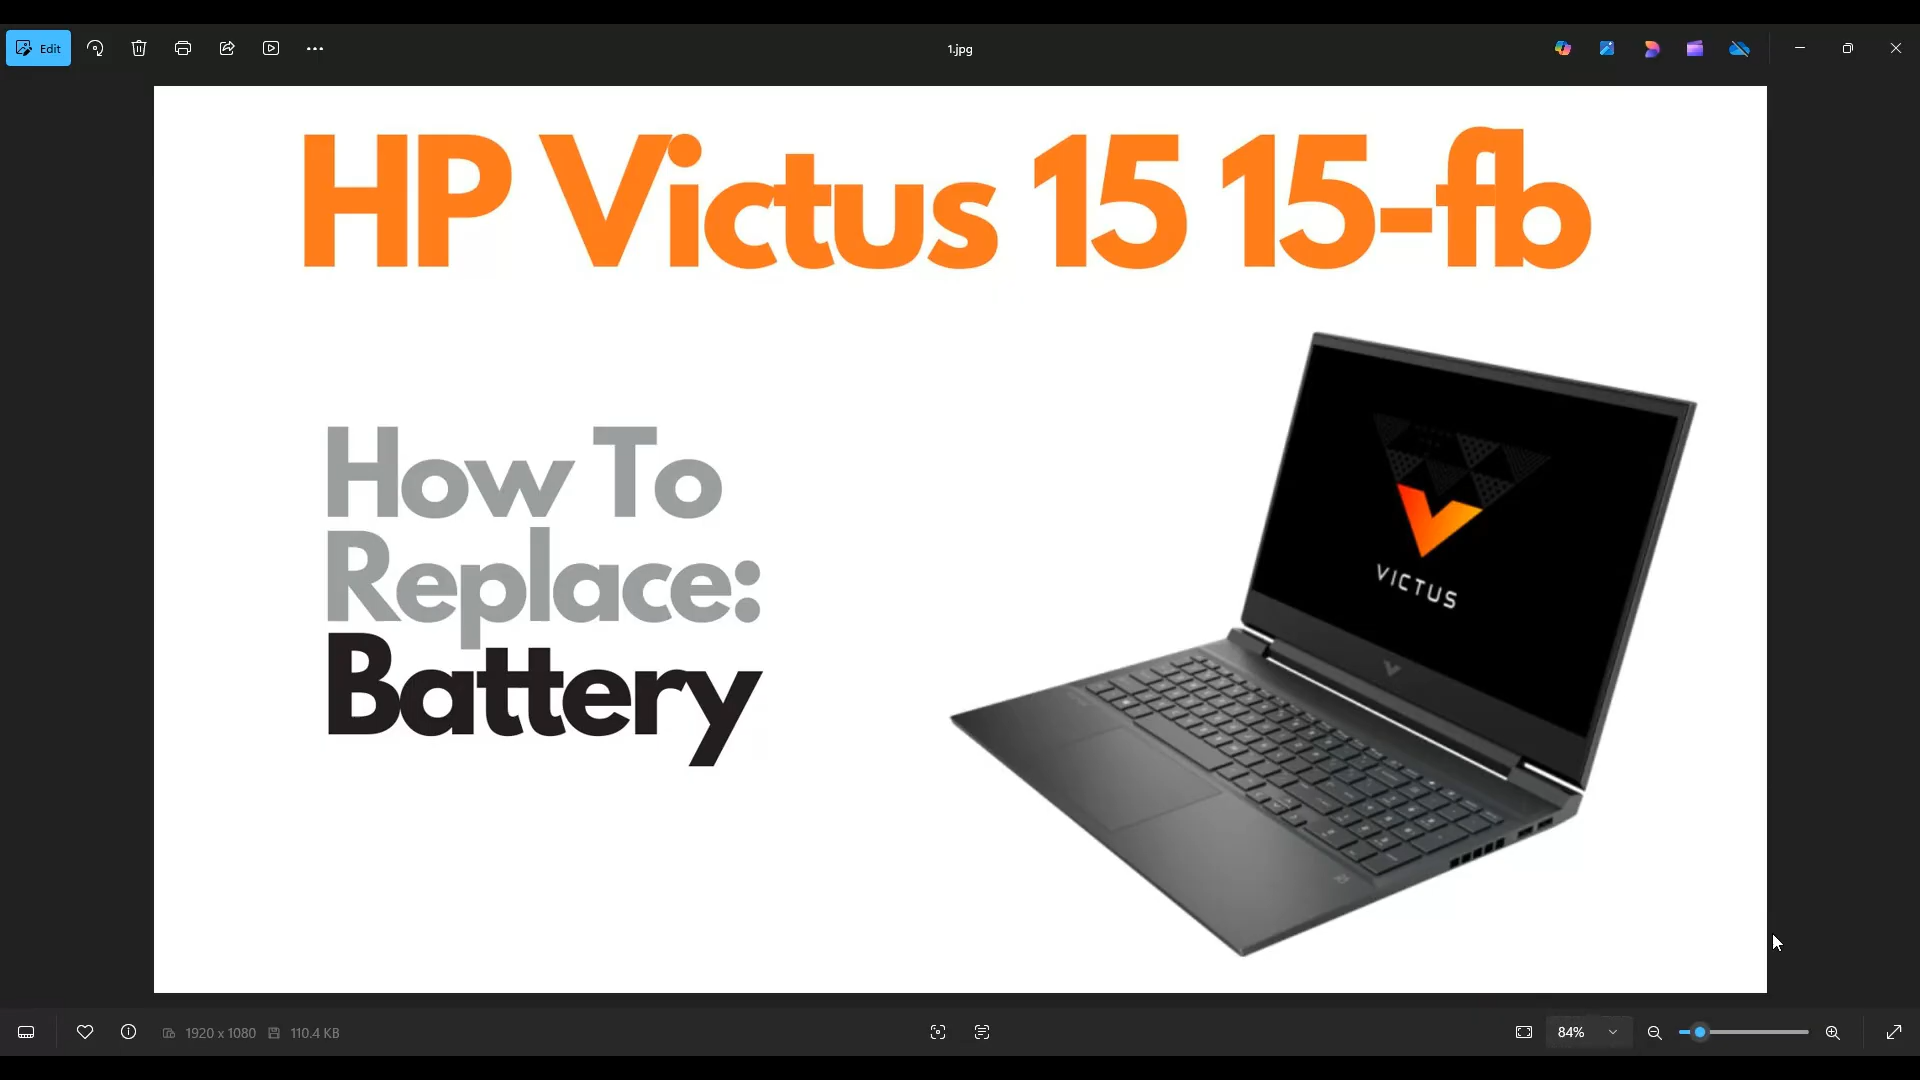 Edit
1.jpg
HP Victus 15 15-fb
How To
Replace:
Battery
VICTUS
1920 x 1080
110.4 KB
84%